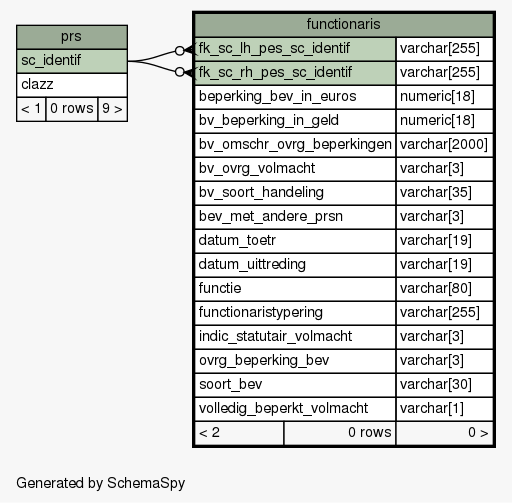 prs
sc_identif
clazz
< 1 0 rows 9 >
functionaris
fk_sc_lh_pes_sc_identif varchar[255]
fk_sc_rh_pes_sc_identif varchar[255]
beperking_bev_in_euros numeric[18]
bv_beperking_in_geld numeric[18]
bv_omschr_ovrg_beperkingen varchar[2000]
bv_ovrg_volmacht varchar[3]
bv_soort_handeling varchar[35]
bev_met_andere_prsn varchar[3]
datum_toetr varchar[19]
datum_uittreding varchar[19]
functie varchar[80]
functionaristypering varchar[255]
indic_statutair_volmacht varchar[3]
ovrg_beperking_bev varchar[3]
soort_bev varchar[30]
volledig_beperkt_volmacht varchar[1]
< 2 0 rows 0 >
Generated by SchemaSpy